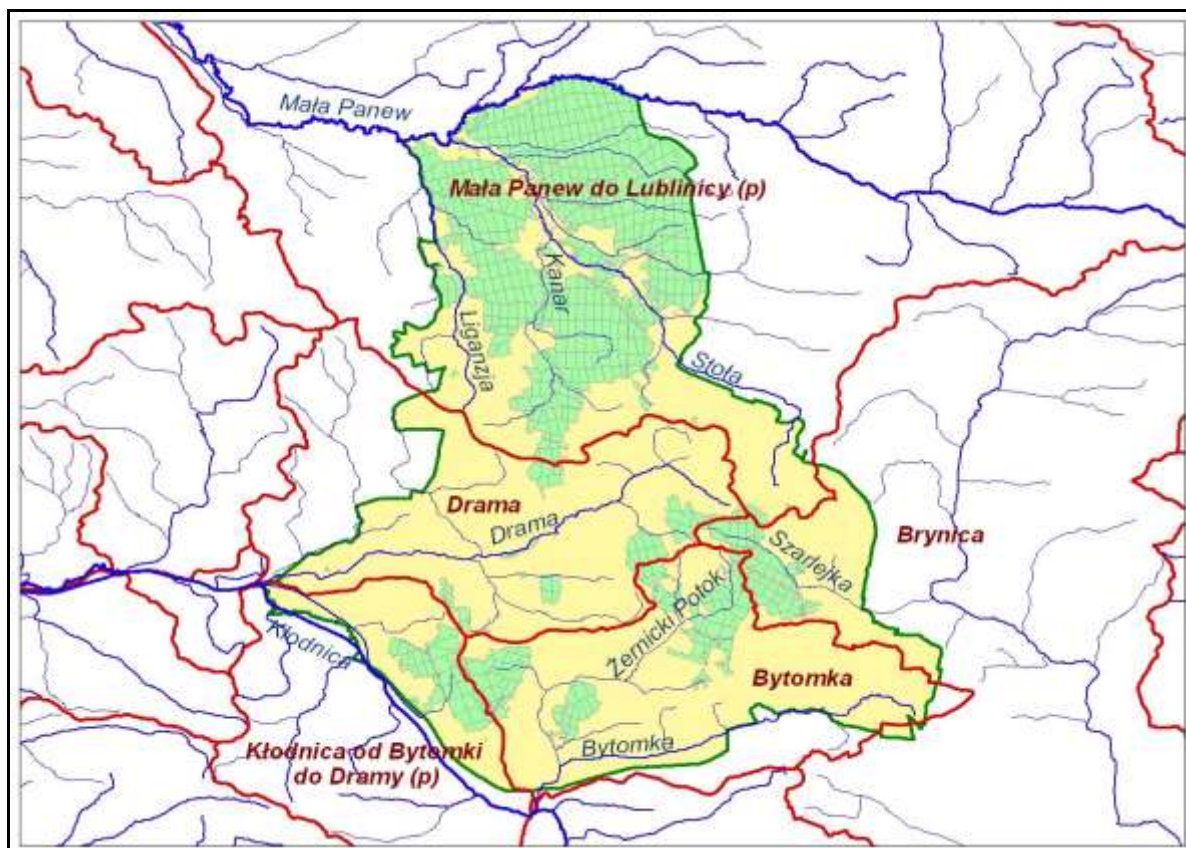 Mała Panew
Mała Panew do Lublinicy (p)
Kanar
Liganzja
Stoła
Drama
Drama
Brynica
Szarlejka
Żernicki Potok
Kłodnica
Bytomka
Bytomka
Kłodnica od Bytomki
do Dramy (p)